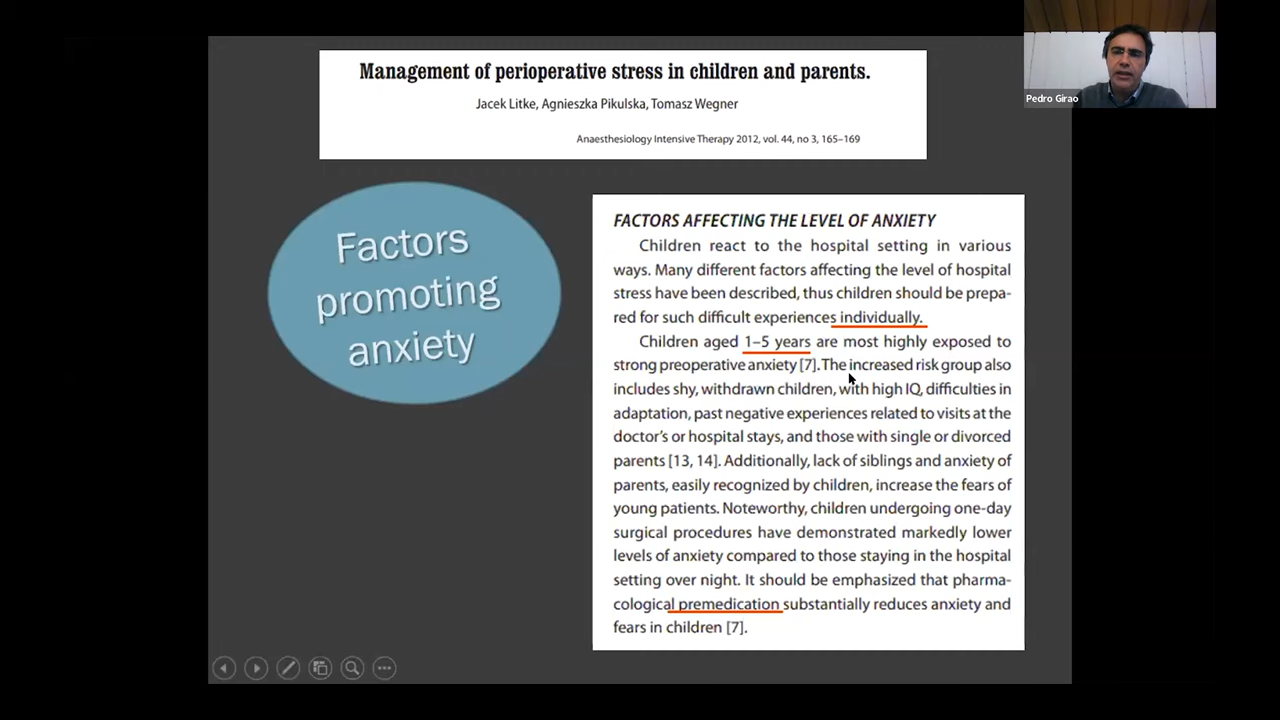 Management of perioperative stress in children and parents.
Jacek Litke, Agnieszka Pikulska, Tomasz Wegner
Anaesthesiology Intensive Therapy 2012, vol. 44, no 3, 165–169
Pedro Girao
Factors
promoting
anxiety
FACTORS AFFECTING THE LEVEL OF ANXIETY
Children react to the hospital setting in various
ways. Many different factors affecting the level of hospital
stress have been described, thus children should be prepa-
red for such difficult experiences individually.
Children aged 1–5 years are most highly exposed to
strong preoperative anxiety [7]. The increased risk group also
includes shy, withdrawn children, with high IQ, difficulties in
adaptation, past negative experiences related to visits at the
doctor's or hospital stays, and those with single or divorced
parents [13, 14]. Additionally, lack of siblings and anxiety of
parents, easily recognized by children, increase the fears of
young patients. Noteworthy, children undergoing one-day
surgical procedures have demonstrated markedly lower
levels of anxiety compared to those staying in the hospital
setting over night. It should be emphasized that pharma-
cological premedication substantially reduces anxiety and
fears in children [7].